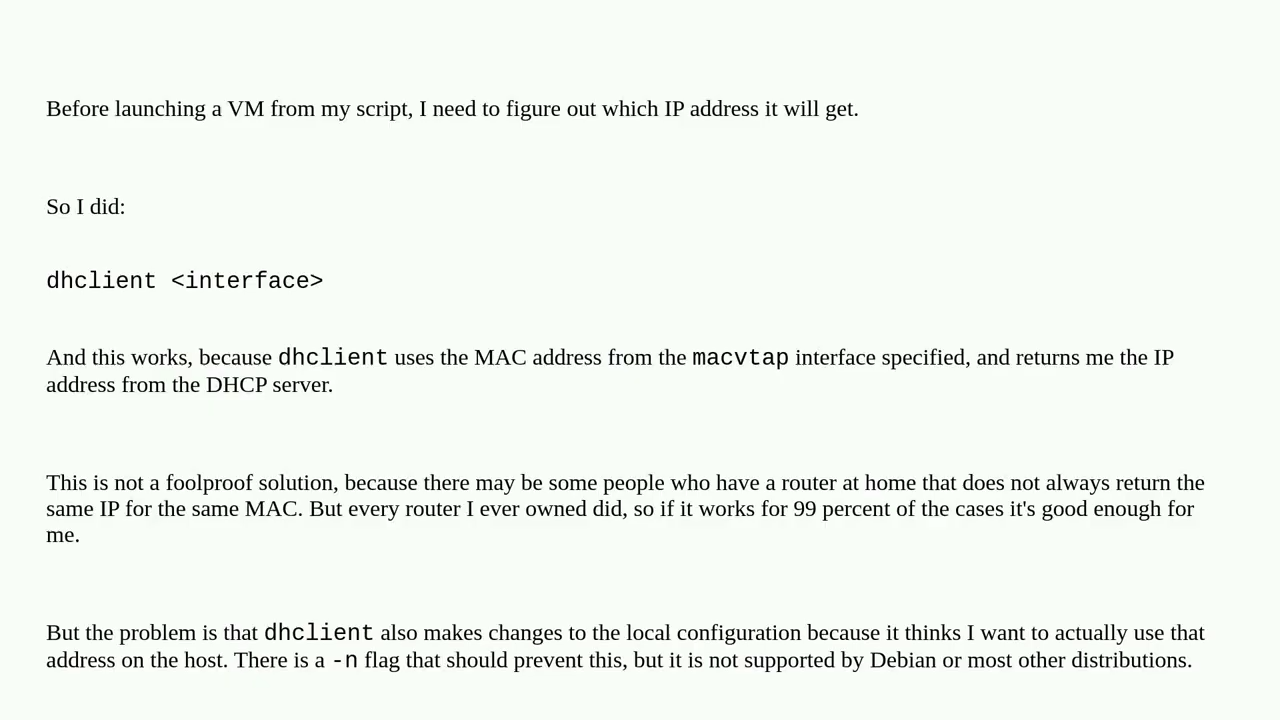 Before launching a VM from my script, I need to figure out which IP address it will get.
So I did:
dhclient <interface>
And this works, because dhclient uses the MAC address from the macvtap interface specified, and returns me the IP
address from the DHCP server.
This is not a foolproof solution, because there may be some people who have a router at home that does not always return the
same IP for the same MAC. But every router I ever owned did, so if it works for 99 percent of the cases it's good enough for
me.
But the problem is that dhclient also makes changes to the local configuration because it thinks I want to actually use that
address on the host. There is a -n flag that should prevent this, but it is not supported by Debian or most other distributions.